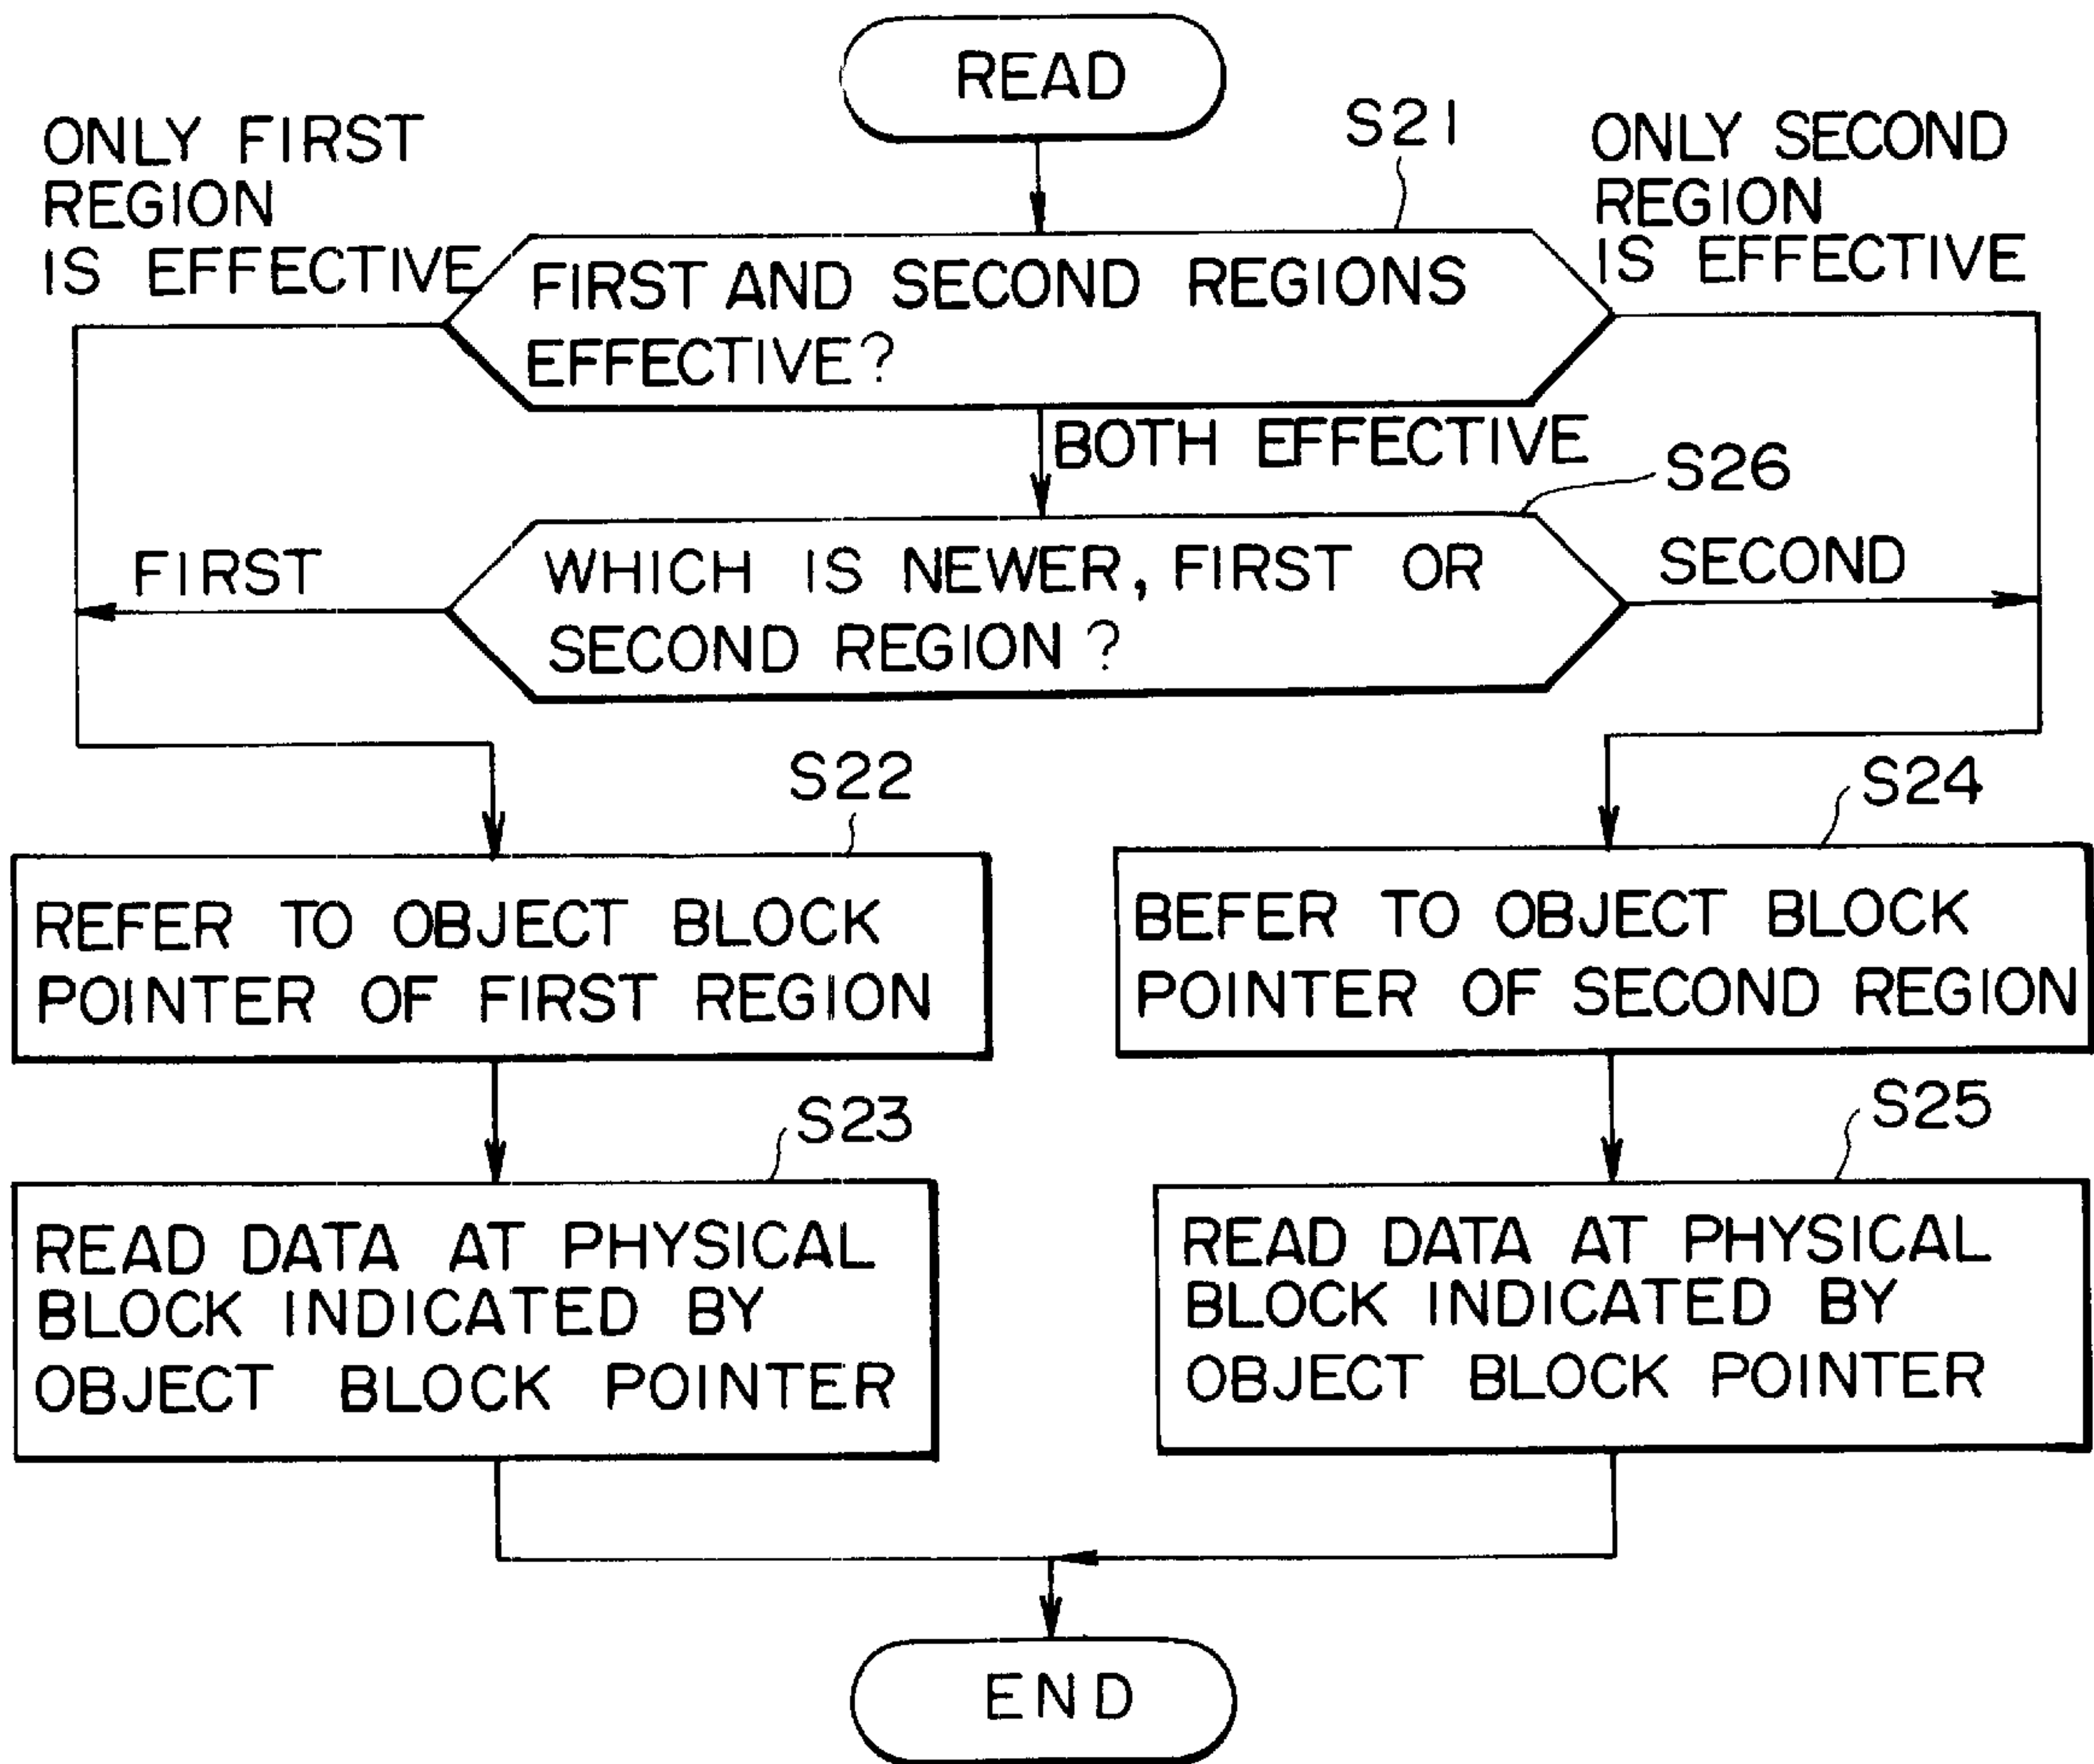 READ
S21
ONLY FIRST
REGION
IS EFFECTIVE
ONLY SECOND
REGION
IS EFFECTIVE
FIRST AND SECOND REGIONS
EFFECTIVE?
BOTH EFFECTIVE
S26
FIRST
WHICH IS NEWER, FIRST OR
SECOND REGION?
SECOND
S22
REFER TO OBJECT BLOCK
POINTER OF FIRST REGION
S24
BEFER TO OBJECT BLOCK
POINTER OF SECOND REGION
S23
READ DATA AT PHYSICAL
BLOCK INDICATED BY
OBJECT BLOCK POINTER
S25
READ DATA AT PHYSICAL
BLOCK INDICATED BY
OBJECT BLOCK POINTER
END